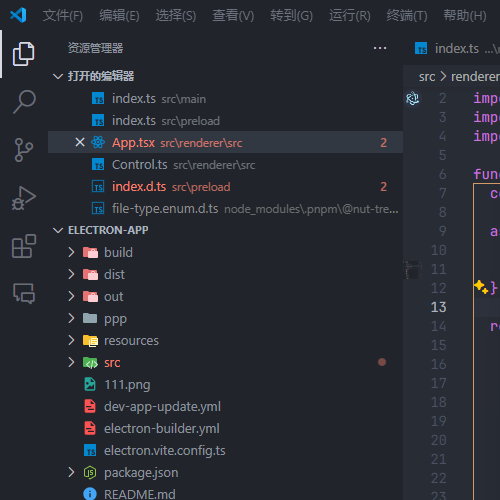 文件(F) 编辑(E) 选择(S) 查看(V) 转到(G) 运行(R) 终端(T) 帮助(H)
资源管理器 ...
打开的编辑器
TS index.ts src\main
TS index.ts src\preload
App.tsx src\renderer\src 2
TS Control.ts src\renderer\src
TS index.d.ts src\preload 2
TS file-type.enum.d.ts node_modules\.pnpm\@nut-tre...
ELECTRON-APP
build
dist
out
ppp
resources
src
111.png
dev-app-update.yml
electron-builder.yml
TS electron.vite.config.ts
package.json
README.md
TS index.ts ...\
src > renderer
2 impo
3 impo
4 impo
6 func
7 co
8
9 ap
10
11
12 }
13
14 re
15
16
17
18
19
20
21
22
23